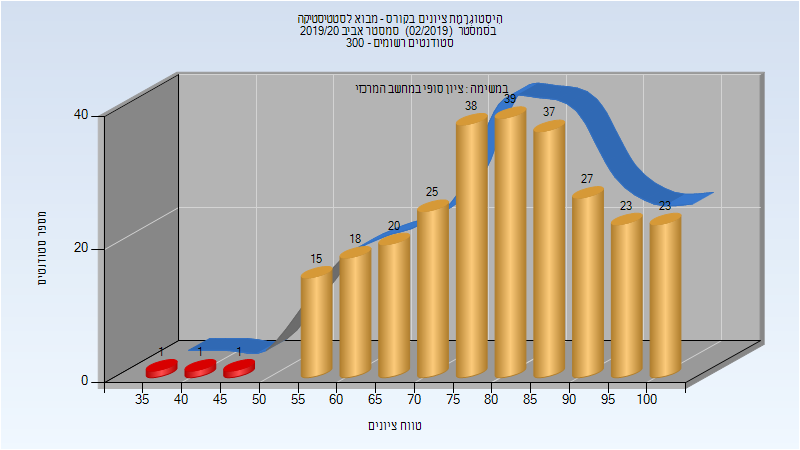 היסטוגרמת ציונים בקורס - מבוא לסטטיסטיקה
בסמסטר (02/2019) סמסטר אביב 2019/20
סטודנטים רשומים - 300
במשימה : ציון סופי במחשב המרכזי
מספר סטודנטים
40
20
0
1
1
1
15
18
20
25
38
39
37
27
23
23
35 40 45 50 55 60 65 70 75 80 85 90 95 100
טווח ציונים